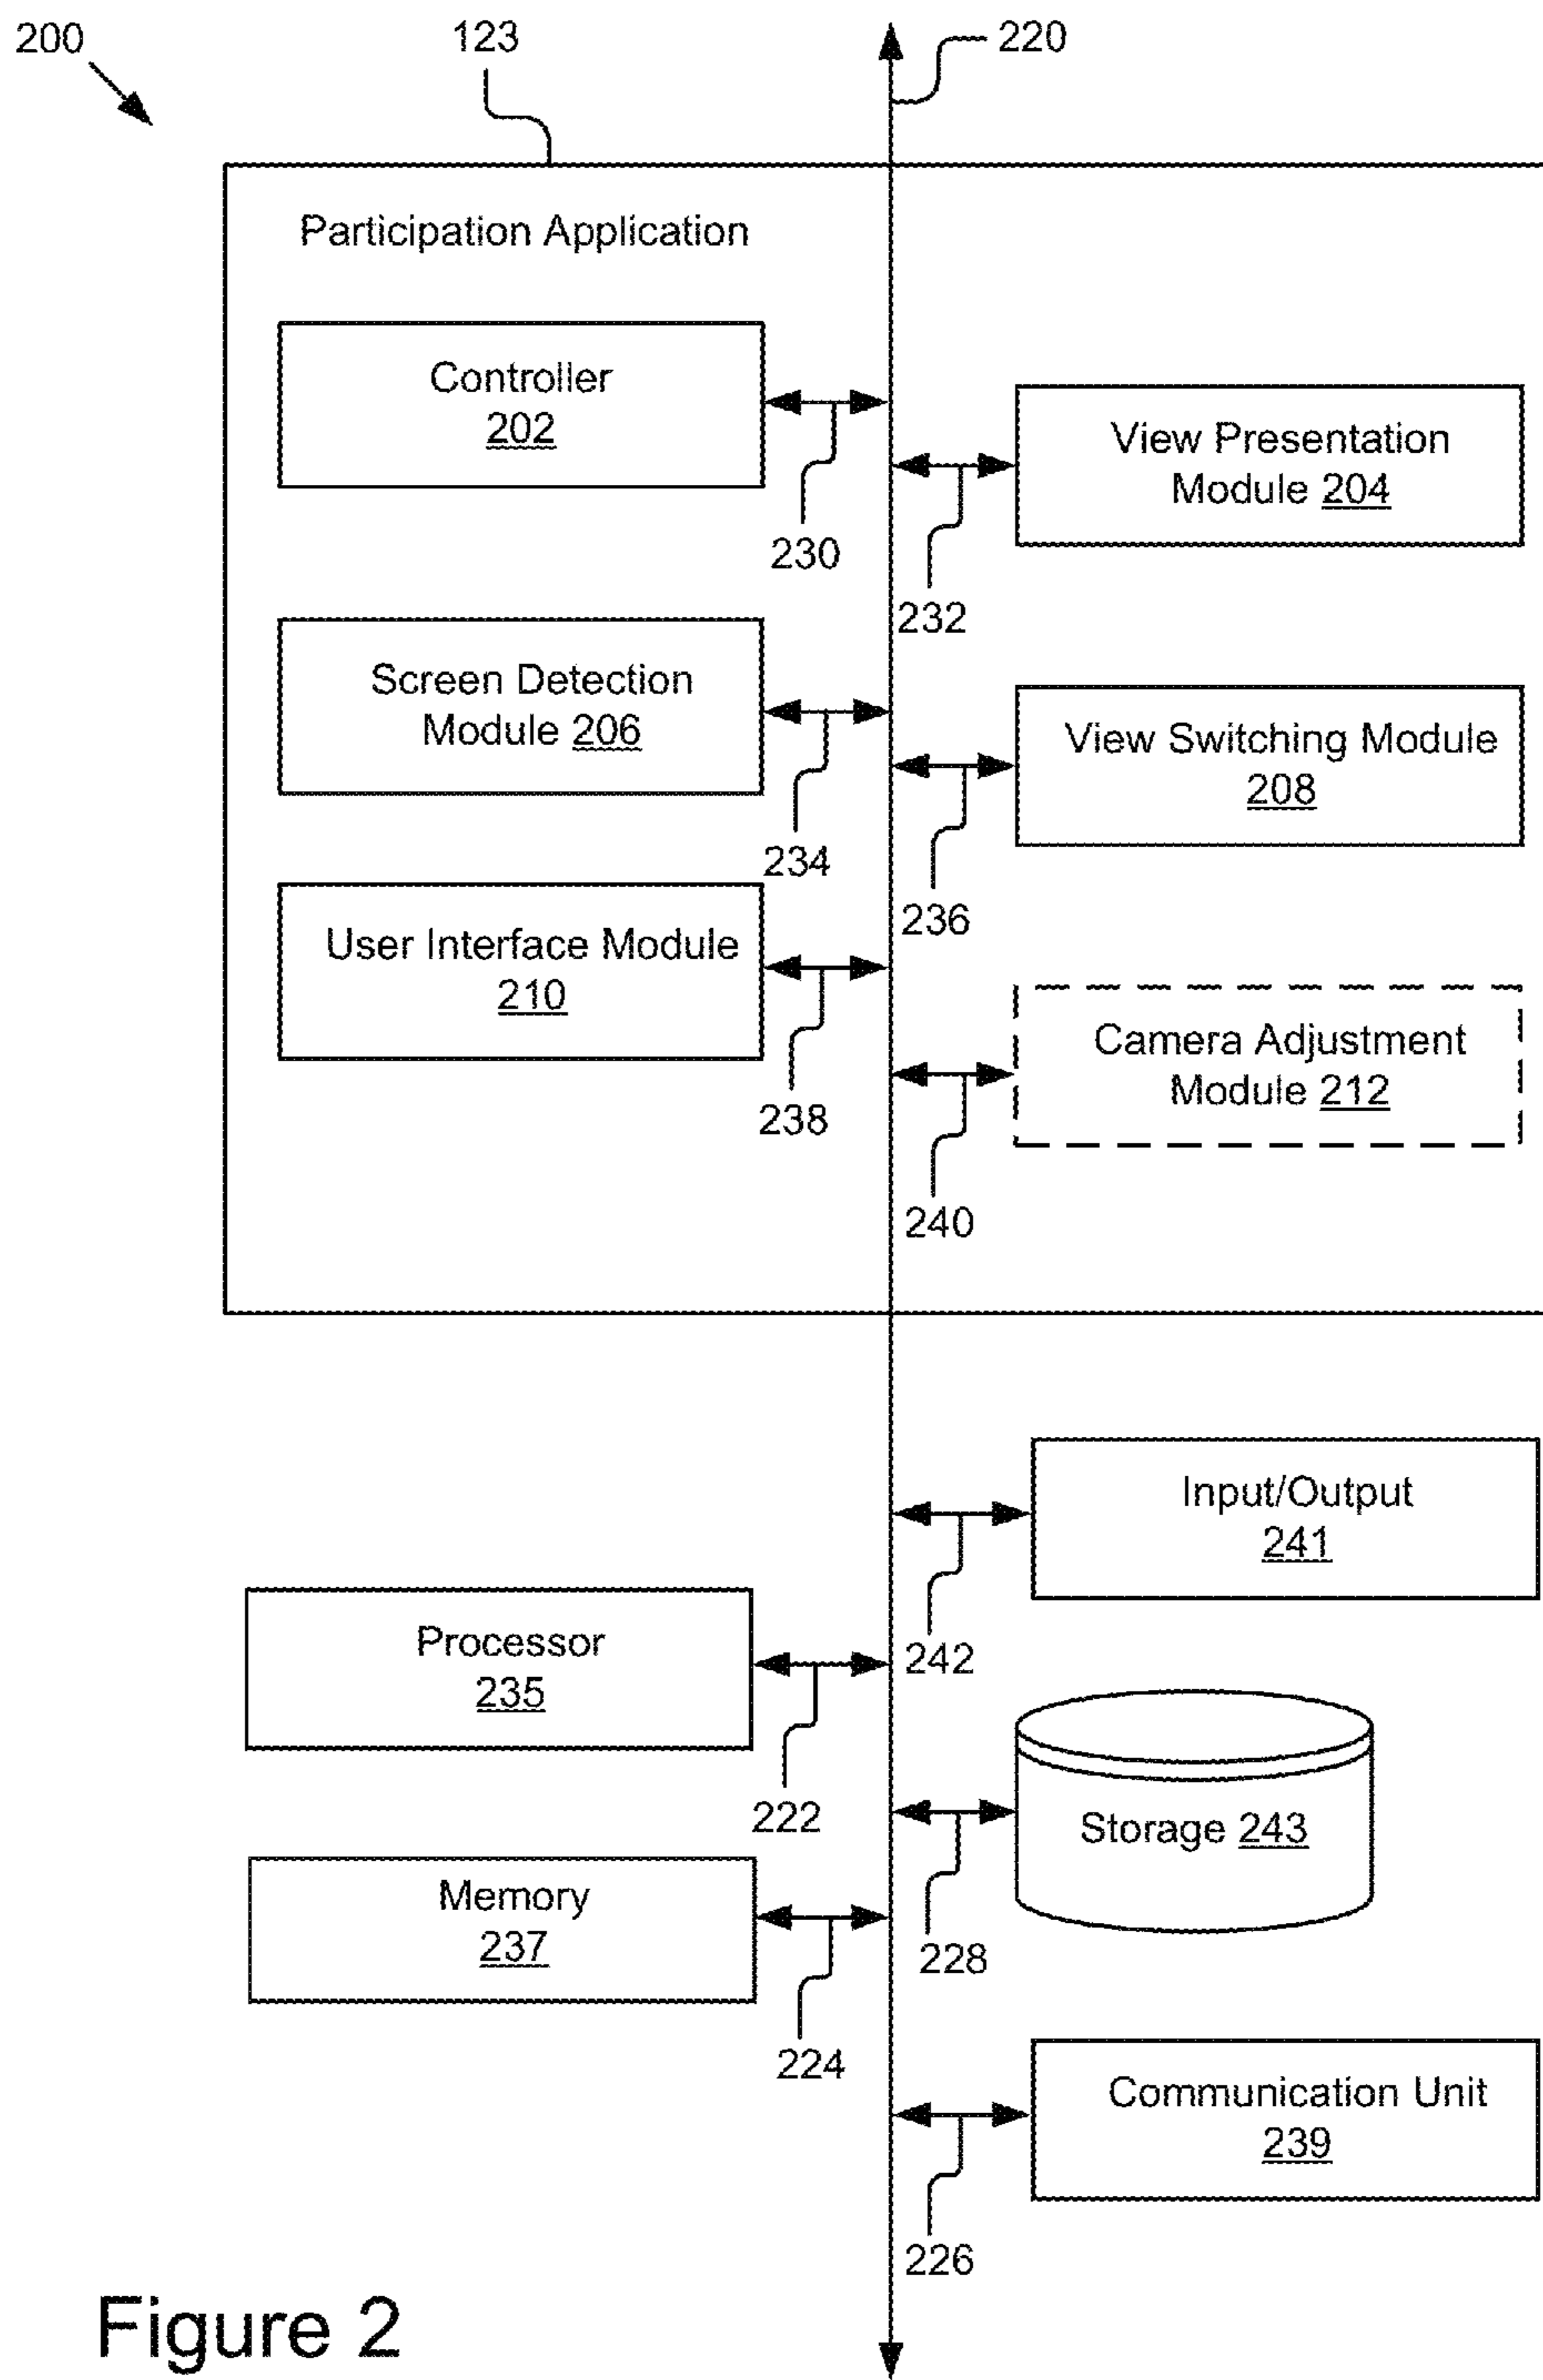 200
123
220
Participation Application
Controller
202
230
View Presentation
Module 204
232
Screen Detection
Module 206
234
View Switching Module
208
236
User Interface Module
210
238
Camera Adjustment
Module 212
240
Input/Output
241
242
Processor
235
222
Storage 243
228
Memory
237
224
Communication Unit
239
226
Figure 2